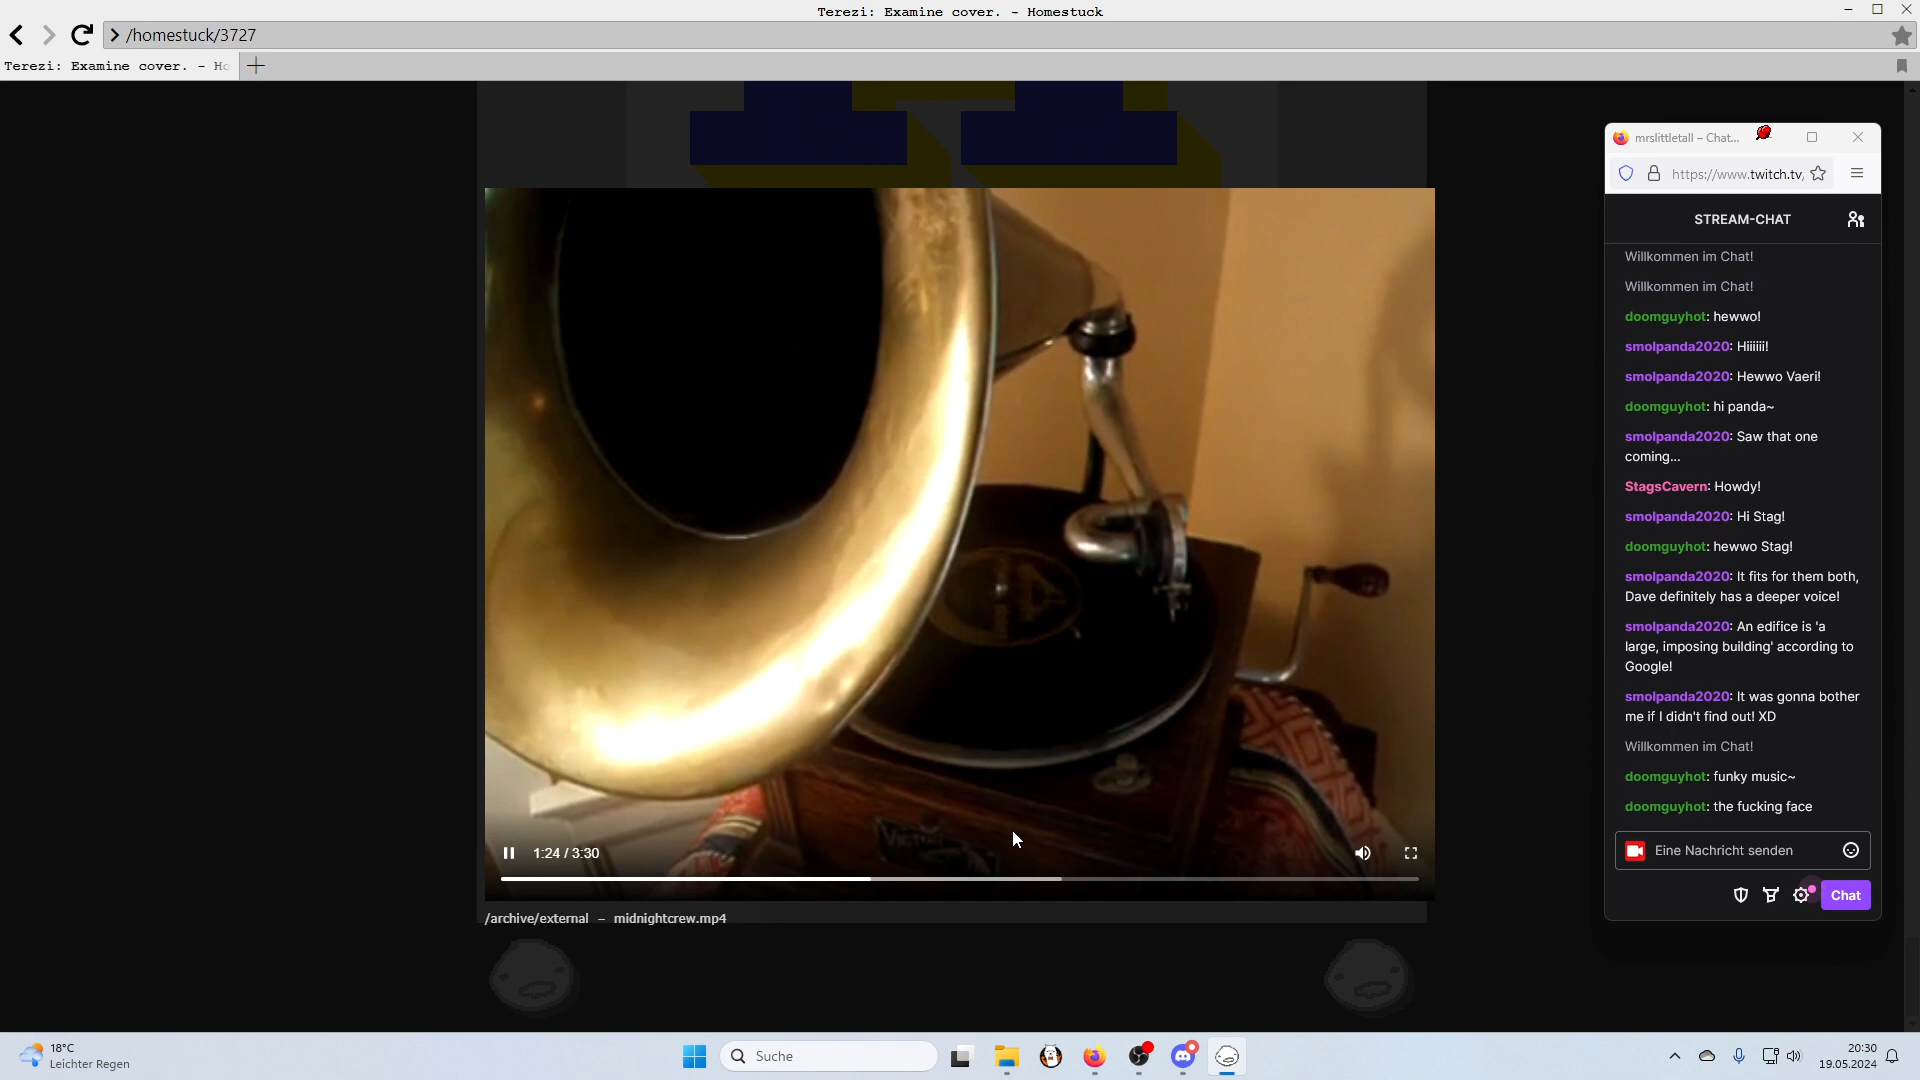 Terezi: Examine cover. - Homestuck
/homestuck/3727
Terezi: Examine cover. - Ho
mrslittletall – Chat...
https://www.twitch.tv/
STREAM-CHAT
Willkommen im Chat!
Willkommen im Chat!
doomguyhot: hewwo!
smolpanda2020: Hiiiiii!
smolpanda2020: Hewwo Vaeri!
doomguyhot: hi panda~
smolpanda2020: Saw that one
coming...
StagsCavern: Howdy!
smolpanda2020: Hi Stag!
doomguyhot: hewwo Stag!
smolpanda2020: It fits for them both,
Dave definitely has a deeper voice!
smolpanda2020: An edifice is 'a
large, imposing building' according to
Google!
smolpanda2020: It was gonna bother
me if I didn't find out! XD
Willkommen im Chat!
doomguyhot: funky music~
doomguyhot: the fucking face
Eine Nachricht senden
Chat
1:24 / 3:30
/archive/external – midnightcrew.mp4
18°C
Leichter Regen
Suche
20:30
19.05.2024